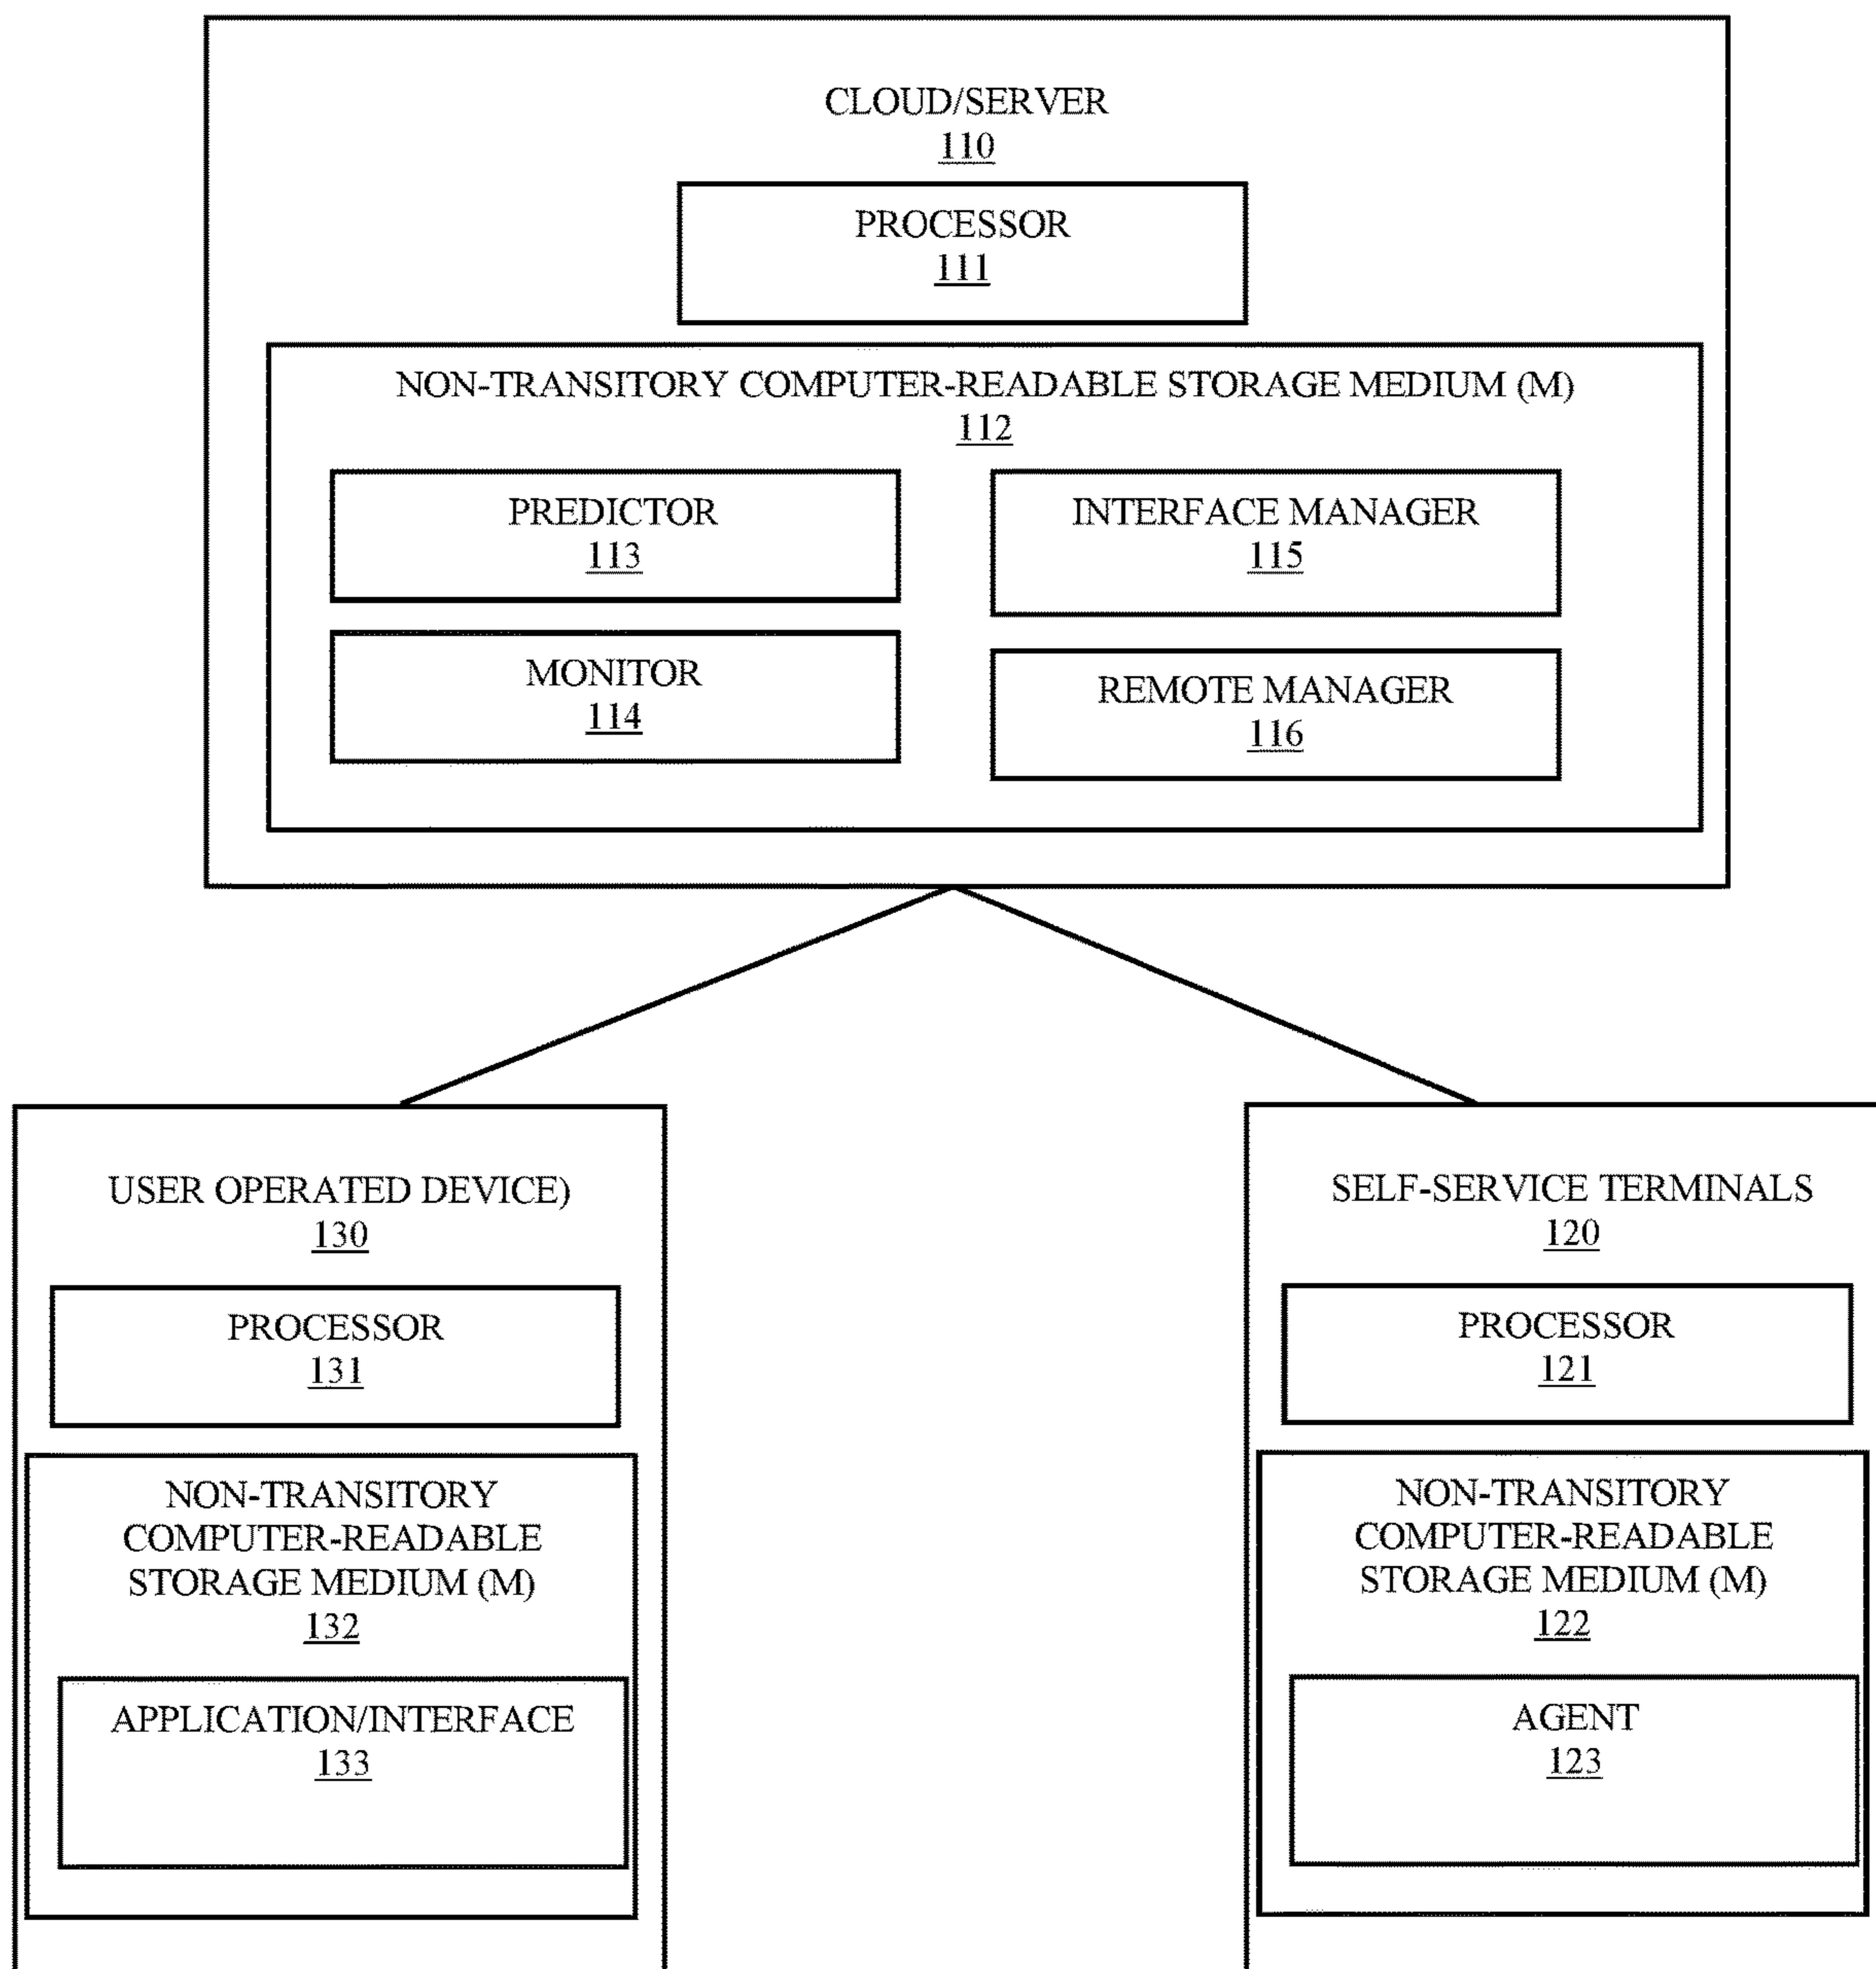 CLOUD/SERVER
110
PROCESSOR
111
NON-TRANSITORY COMPUTER-READABLE STORAGE MEDIUM (M)
112
PREDICTOR
113
INTERFACE MANAGER
115
MONITOR
114
REMOTE MANAGER
116
USER OPERATED DEVICE)
130
PROCESSOR
131
NON-TRANSITORY
COMPUTER-READABLE
STORAGE MEDIUM (M)
132
APPLICATION/INTERFACE
133
SELF-SERVICE TERMINALS
120
PROCESSOR
121
NON-TRANSITORY
COMPUTER-READABLE
STORAGE MEDIUM (M)
122
AGENT
123